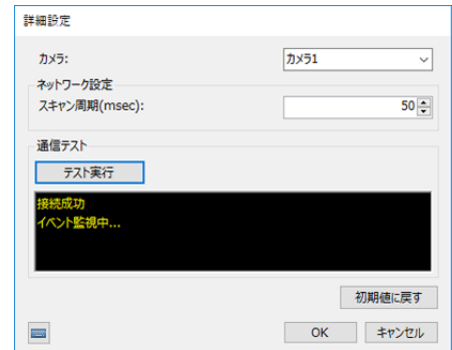 詳細設定
カメラ: カメラ1
ネットワーク設定
スキャン周期(msec): 50
通信テスト
テスト実行
接続成功
イベント監視中...
初期値に戻す
OK キャンセル